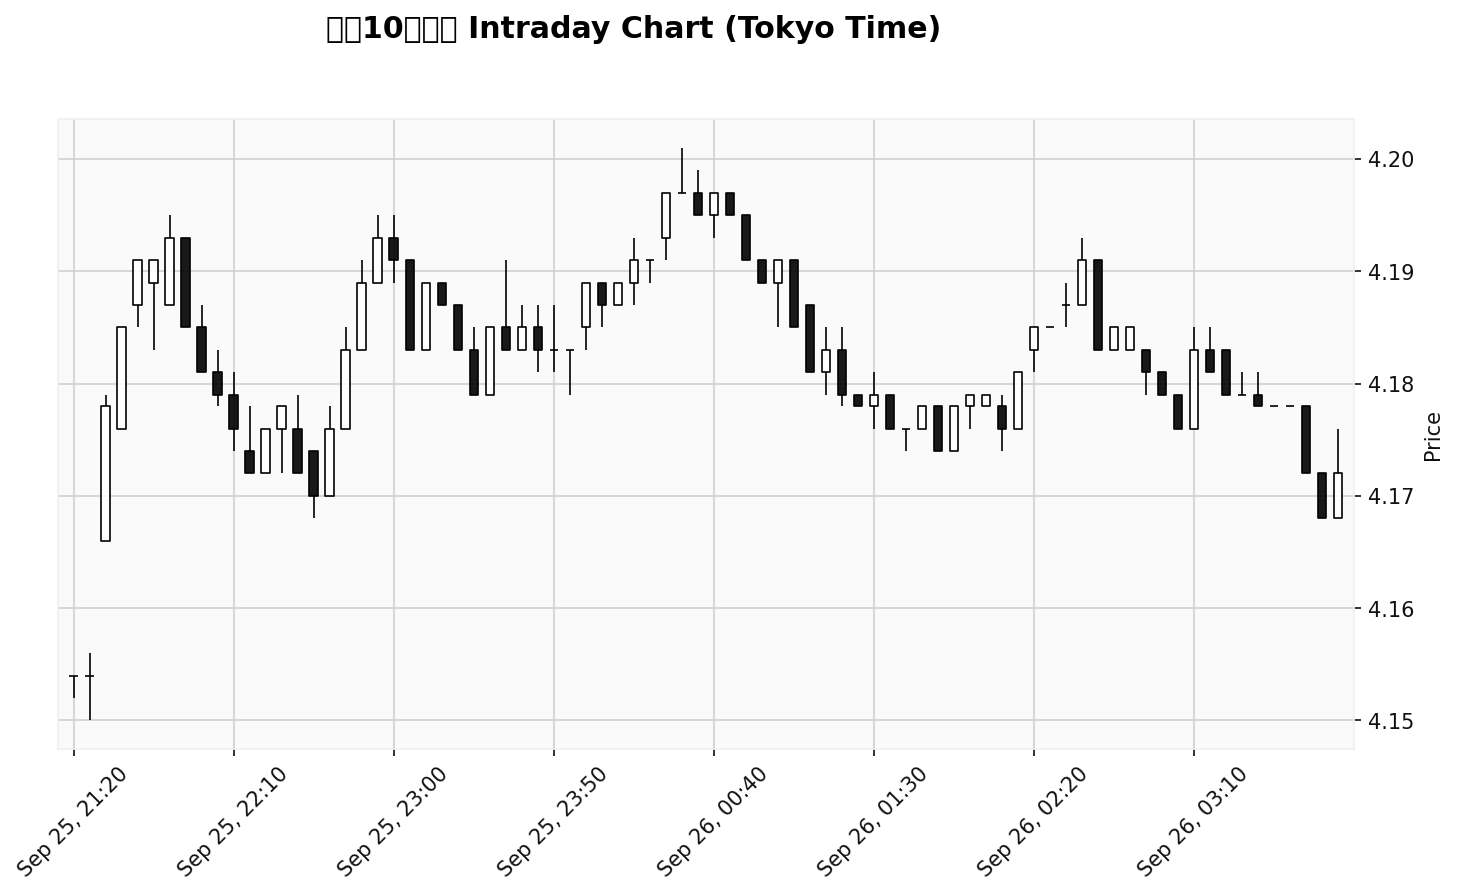 10 Intraday Chart (Tokyo Time)
4.20
4.19
4.18
4.17
4.16
4.15
Price
Sep 25, 21:20
Sep 25, 22:10
Sep 25, 23:00
Sep 25, 23:50
Sep 26, 00:40
Sep 26, 01:30
Sep 26, 02:20
Sep 26, 03:10